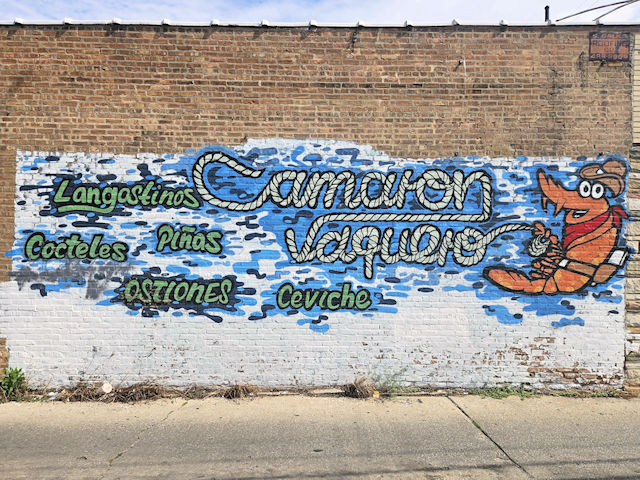 Camaron
Vaquero
Langostinos
Cocteles
Piñas
OSTIONES
Ceviche